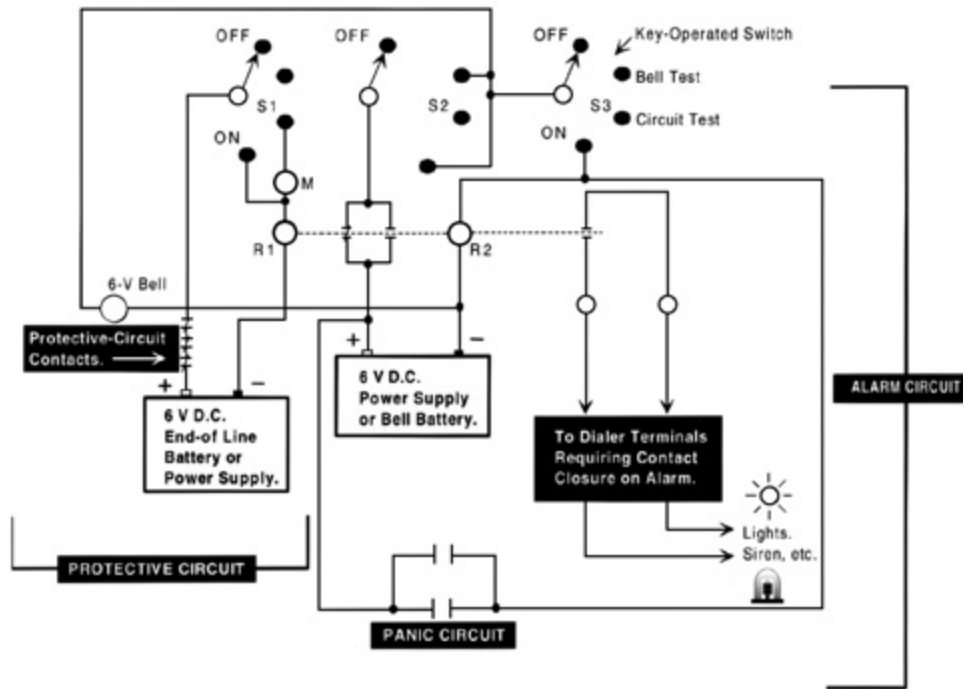 OFF
OFF
OFF
Key-Operated Switch
Bell Test
S1
S2
S3
Circuit Test
ON
ON
M
R1
R2
6-V Bell
Protective-Circuit
Contacts.
+
-
+
-
6 V D.C.
End-of Line
Battery or
Power Supply.
6 V D.C.
Power Supply
or Bell Battery.
To Dialer Terminals
Requiring Contact
Closure on Alarm.
ALARM CIRCUIT
Lights.
Siren, etc.
PROTECTIVE CIRCUIT
PANIC CIRCUIT